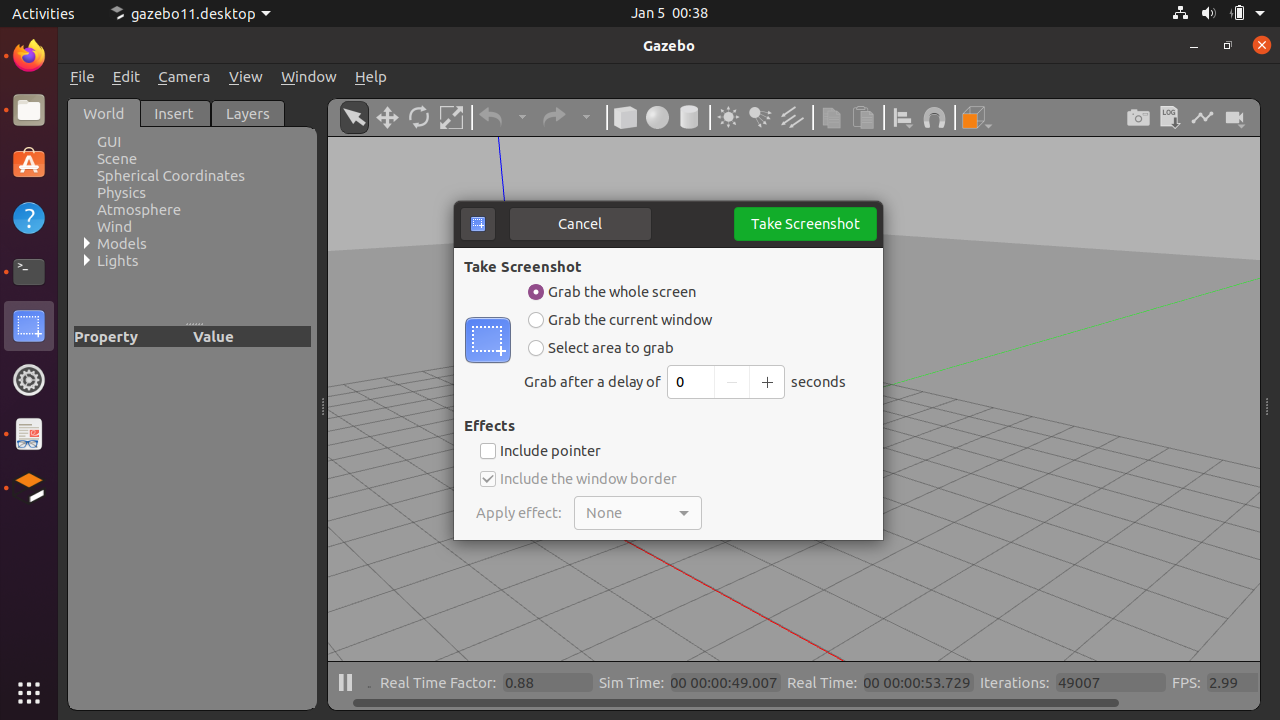 Activities
gazebo11.desktop
Jan 5 00:38
Gazebo
File Edit Camera View Window Help
World Insert Layers
LOG
GUI
Scene
Spherical Coordinates
Physics
Atmosphere
Wind
Models
Lights
Property Value
Cancel
Take Screenshot
Take Screenshot
Grab the whole screen
Grab the current window
Select area to grab
Grab after a delay of 0 seconds
Effects
Include pointer
Include the window border
Apply effect: None
Real Time Factor: 0.88 Sim Time: 00 00:00:49.007 Real Time: 00 00:00:53.729 Iterations: 49007 FPS: 2.99